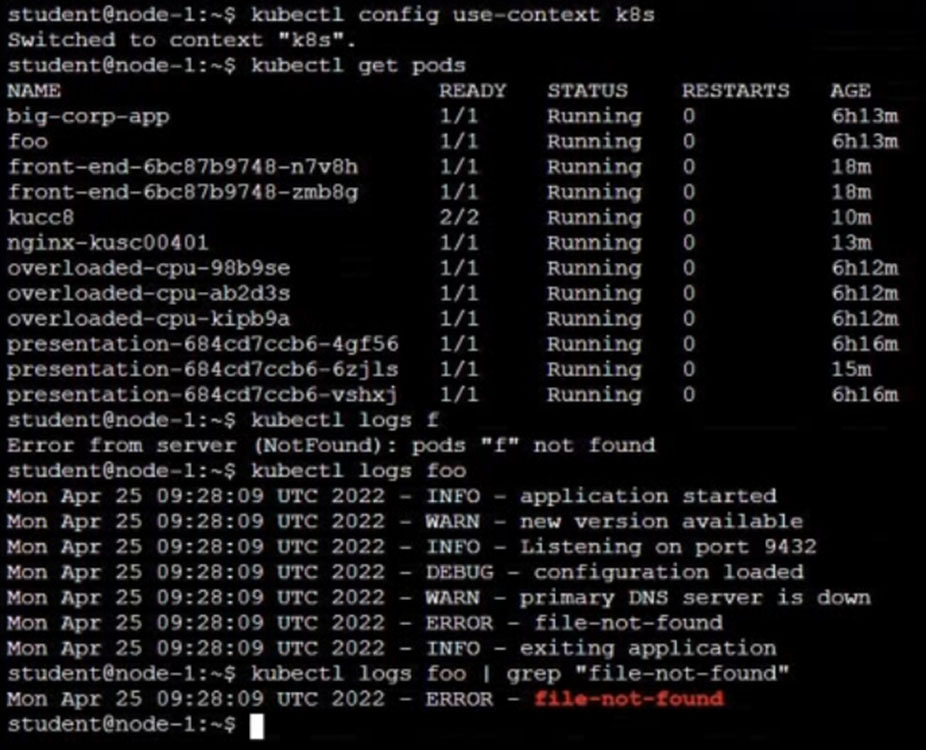 student@node-1:~$ kubectl config use-context k8s
Switched to context "k8s".
student@node-1:~$ kubectl get pods
NAME READY STATUS RESTARTS AGE
big-corp-app 1/1 Running 0 6h13m
foo 1/1 Running 0 6h13m
front-end-6bc87b9748-n7v8h 1/1 Running 0 18m
front-end-6bc87b9748-zmb8g 1/1 Running 0 18m
kucc8 2/2 Running 0 10m
nginx-kusc00401 1/1 Running 0 13m
overloaded-cpu-98b9se 1/1 Running 0 6h12m
overloaded-cpu-ab2d3s 1/1 Running 0 6h12m
overloaded-cpu-kipb9a 1/1 Running 0 6h12m
presentation-684cd7ccb6-4gf56 1/1 Running 0 6h16m
presentation-684cd7ccb6-6zjls 1/1 Running 0 15m
presentation-684cd7ccb6-vshxj 1/1 Running 0 6h16m
student@node-1:~$ kubectl logs f
Error from server (NotFound): pods "f" not found
student@node-1:~$ kubectl logs foo
Mon Apr 25 09:28:09 UTC 2022 - INFO - application started
Mon Apr 25 09:28:09 UTC 2022 - WARN - new version available
Mon Apr 25 09:28:09 UTC 2022 - INFO - Listening on port 9432
Mon Apr 25 09:28:09 UTC 2022 - DEBUG - configuration loaded
Mon Apr 25 09:28:09 UTC 2022 - WARN - primary DNS server is down
Mon Apr 25 09:28:09 UTC 2022 - ERROR - file-not-found
Mon Apr 25 09:28:09 UTC 2022 - INFO - exiting application
student@node-1:~$ kubectl logs foo | grep "file-not-found"
Mon Apr 25 09:28:09 UTC 2022 - ERROR - file-not-found
student@node-1:~$